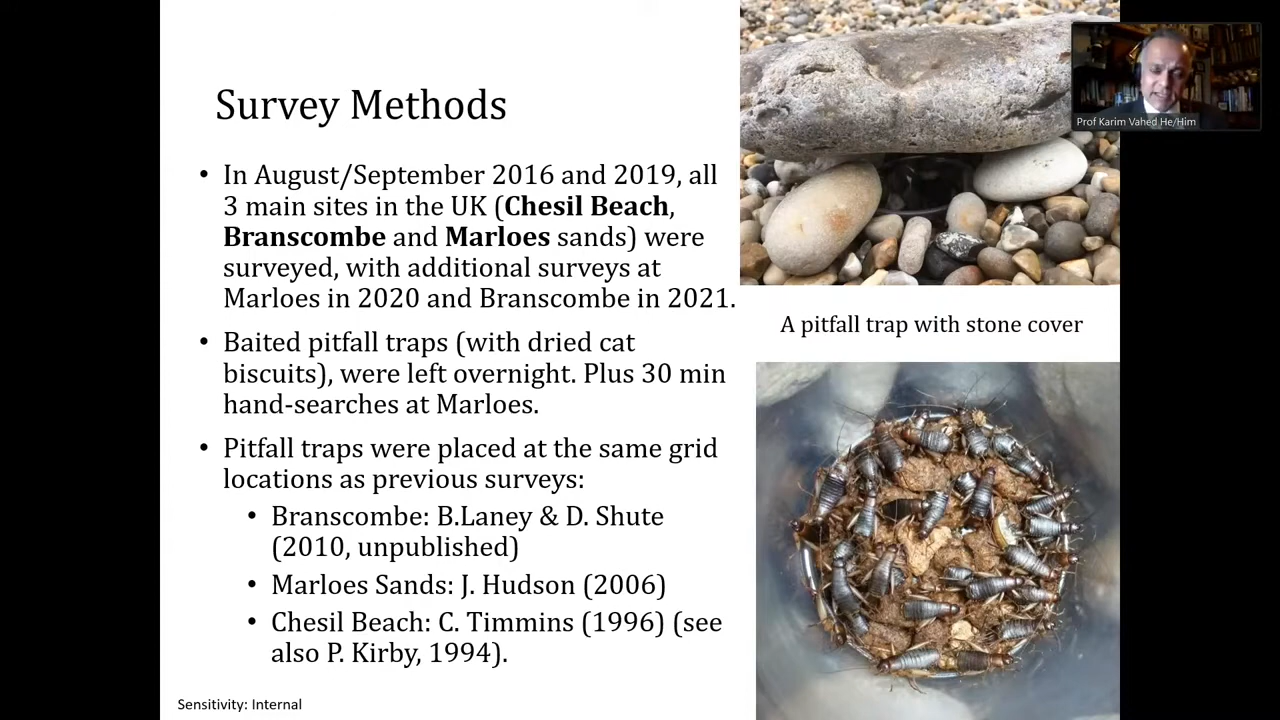 Survey Methods
• In August/September 2016 and 2019, all
3 main sites in the UK (Chesil Beach,
Branscombe and Marloes sands) were
surveyed, with additional surveys at
Marloes in 2020 and Branscombe in 2021.
• Baited pitfall traps (with dried cat
biscuits), were left overnight. Plus 30 min
hand-searches at Marloes.
• Pitfall traps were placed at the same grid
locations as previous surveys:
• Branscombe: B.Laney & D. Shute
(2010, unpublished)
• Marloes Sands: J. Hudson (2006)
• Chesil Beach: C. Timmins (1996) (see
also P. Kirby, 1994).
Sensitivity: Internal
Prof Karim Vahed He/Him
A pitfall trap with stone cover